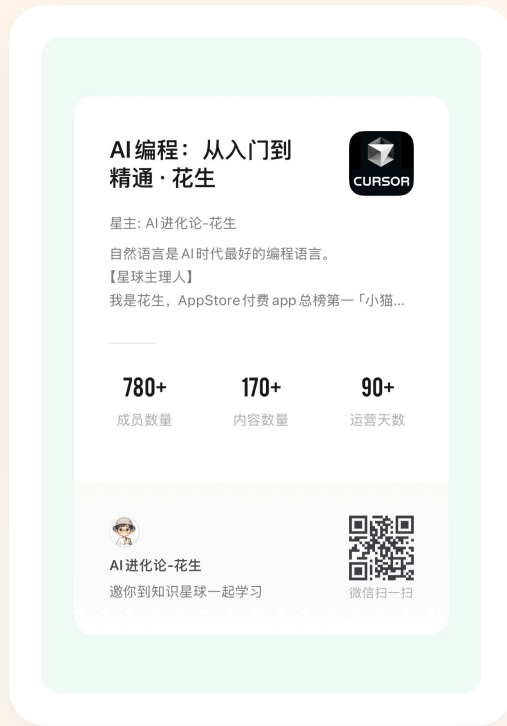 AI编程：从入门到
精通·花生
CURSOR
星主: AI进化论-花生
自然语言是AI时代最好的编程语言。
【星球主理人】
我是花生，AppStore付费app总榜第一「小猫...
780+
170+
90+
成员数量
内容数量
运营天数
AI进化论-花生
邀你到知识星球一起学习
微信扫一扫